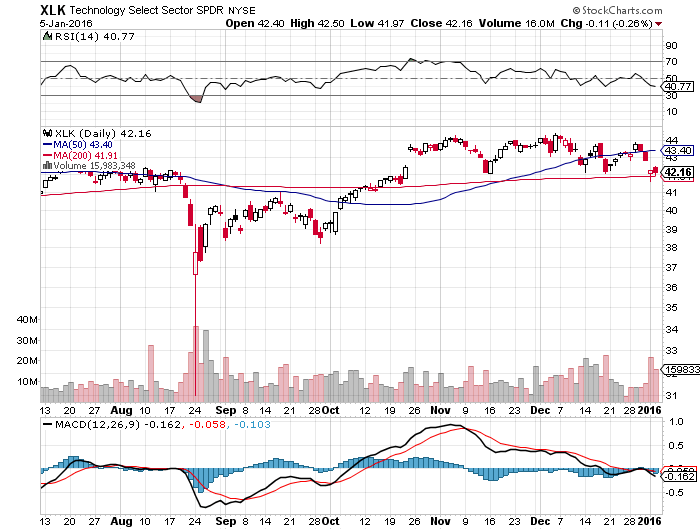 XLK Technology Select Sector SPDR NYSE © StockCharts.com
5-Jan-2016 Open 42.40 High 42.50 Low 41.97 Close 42.16 Volume 16.0M Chg -0.11 (-0.26%)
RSI(14) 40.77
90
70
50
40.77
30
10
XLK (Daily) 42.16
MA(50) 43.40
MA(200) 41.91
Volume 15,983,348
44
43.40
43
42.16
41
40
39
38
37
36
35
34
33
31
40M
30M
20M
10M
159833
13 20 27 Aug 10 17 24 Sep 8 14 21 28 Oct 12 19 26 Nov 9 16 23 Dec 7 14 21 28 2016
MACD(12,26,9) -0.162, -0.058, -0.103
1.0
0.5
0.0
-0.162
-0.5
13 20 27 Aug 10 17 24 Sep 8 14 21 28 Oct 12 19 26 Nov 9 16 23 Dec 7 14 21 28 2016